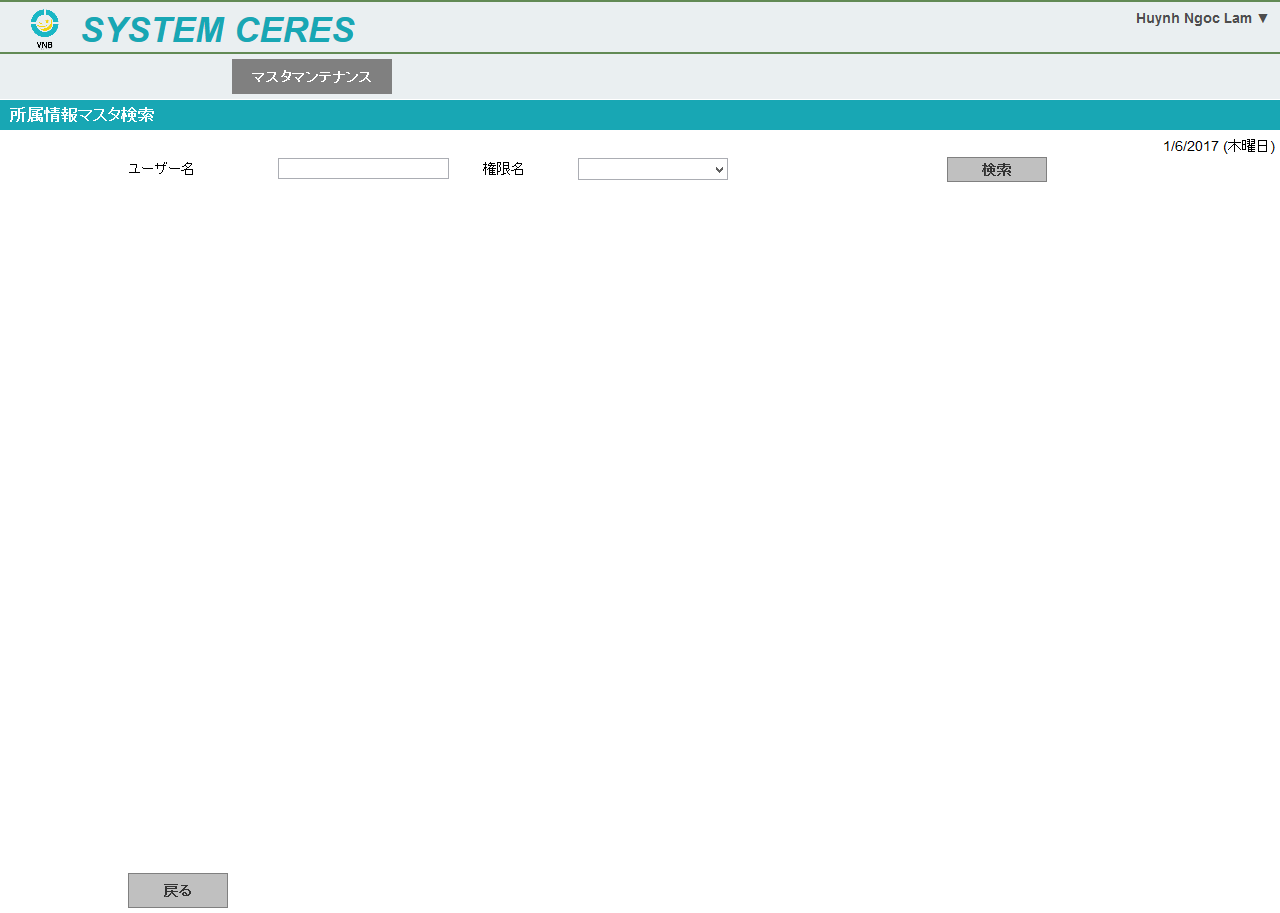 VNB
SYSTEM CERES
Huynh Ngoc Lam ▼
マスタマンテナンス
所属情報マスタ検索
1/6/2017 (木曜日)
ユーザー名 権限名 検索
戻る